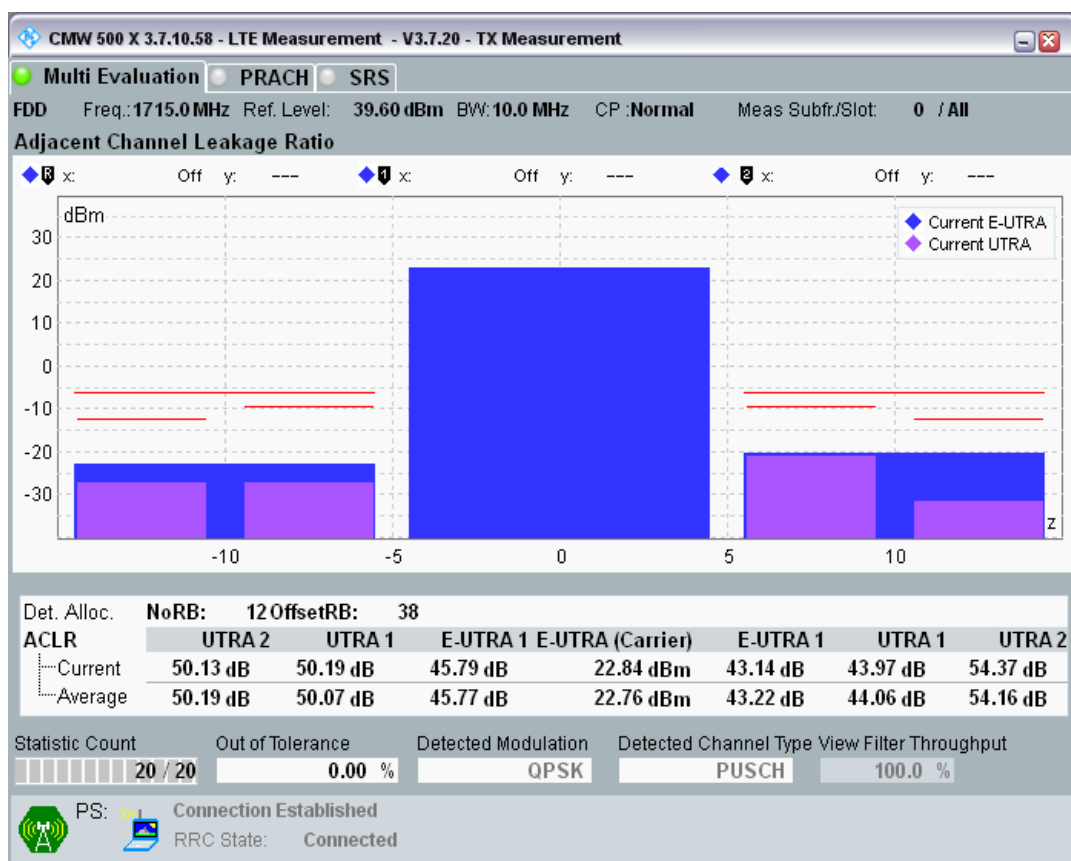 CMW 500 X 3.7.10.58 - LTE Measurement - V3.7.20 - TX Measurement
Multi Evaluation PRACH SRS
FDD Freq.: 1715.0 MHz Ref. Level: 39.60 dBm BW: 10.0 MHz CP :Normal Meas Subfr./Slot: 0 / All
Adjacent Channel Leakage Ratio
R x: Off y: --- 1 x: Off y: --- 2 x: Off y: ---
dBm
Current E-UTRA
Current UTRA
30
20
10
0
-10
-20
-30
z
-10 -5 0 5 10
Det. Alloc. NoRB: 12 OffsetRB: 38
ACLR UTRA 2 UTRA 1 E-UTRA 1 E-UTRA (Carrier) E-UTRA 1 UTRA 1 UTRA 2
Current 50.13 dB 50.19 dB 45.79 dB 22.84 dBm 43.14 dB 43.97 dB 54.37 dB
Average 50.19 dB 50.07 dB 45.77 dB 22.76 dBm 43.22 dB 44.06 dB 54.16 dB
Statistic Count Out of Tolerance Detected Modulation Detected Channel Type View Filter Throughput
20 / 20 0.00 % QPSK PUSCH 100.0 %
PS: Connection Established
RRC State: Connected